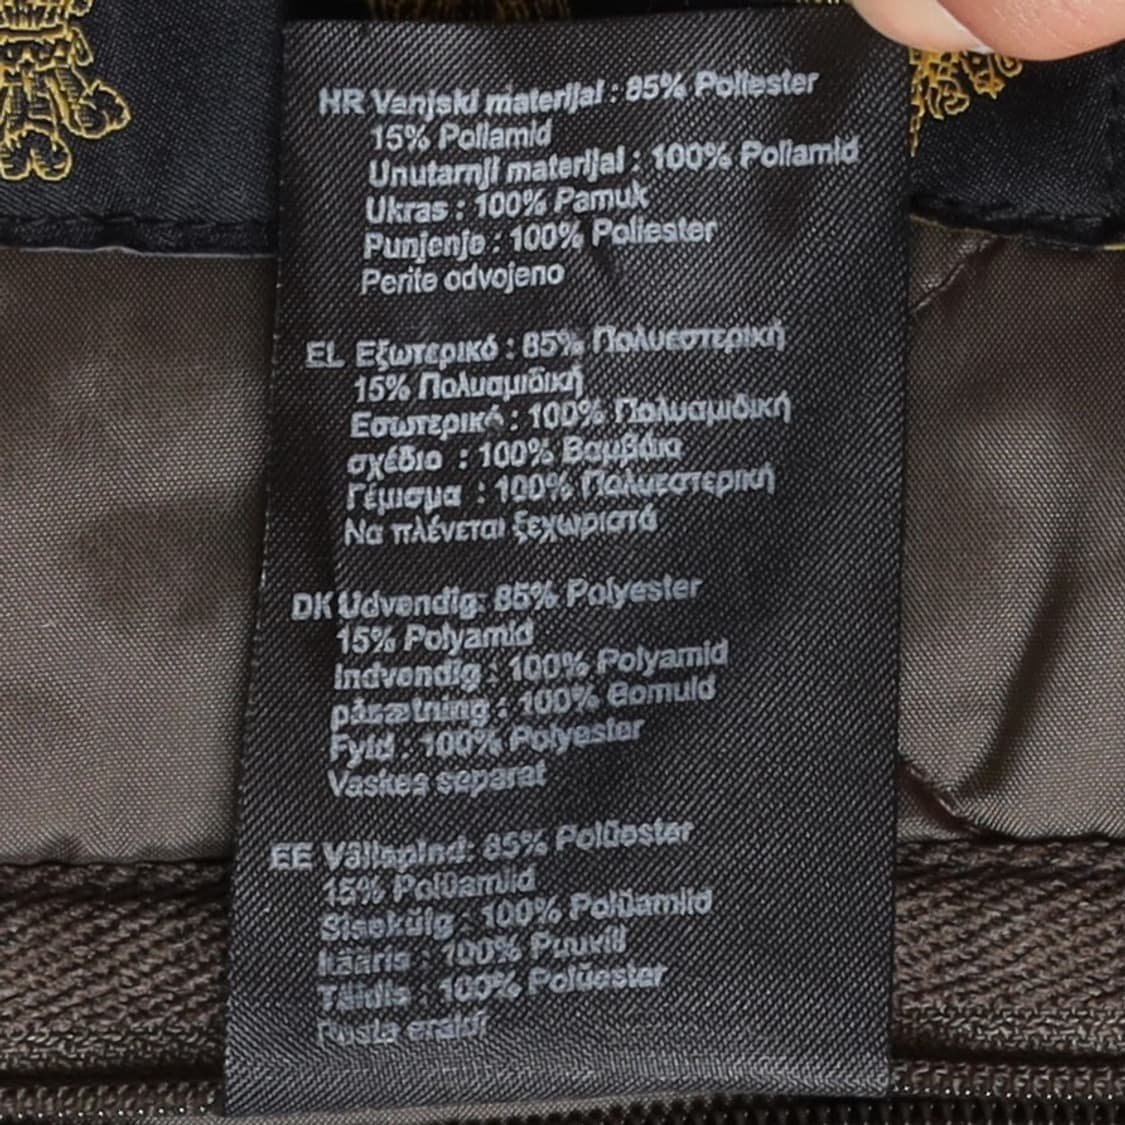 HR Vanjski materijal : 85% Poliester
15% Poliamid
Unutarnji materijal : 100% Poliamid
Ukras : 100% Pamuk
Punjenje : 100% Poliester
Perite odvojeno
EL Εξωτερικό : 85% Πολυεστερική
15% Πολυαμιδική
Εσωτερικό : 100% Πολυαμιδική
σχέδιο : 100% Βαμβάκι
Γέμισμα : 100% Πολυεστερική
Να πλένεται ξεχωριστά
DK Udvendig: 85% Polyester
15% Polyamid
Indvendig : 100% Polyamid
påsætning : 100% Bomuld
Fyld : 100% Polyester
Vaskes separat
EE Välispind: 85% Polüester
15% Polüamiid
Sisekülg : 100% Polüamiid
: 100% Puuvill
Täidis : 100% Polüester
Pesta eraldi